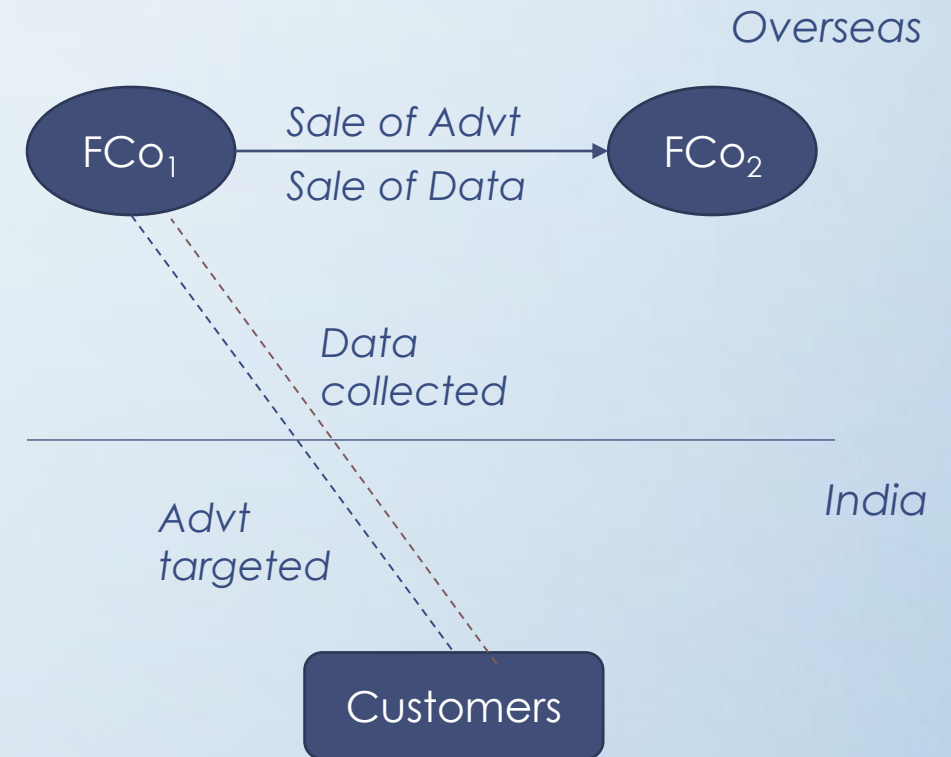 Overseas
FCo₁
Sale of Advt
Sale of Data
FCo₂
Data
collected
India
Advt
targeted
Customers